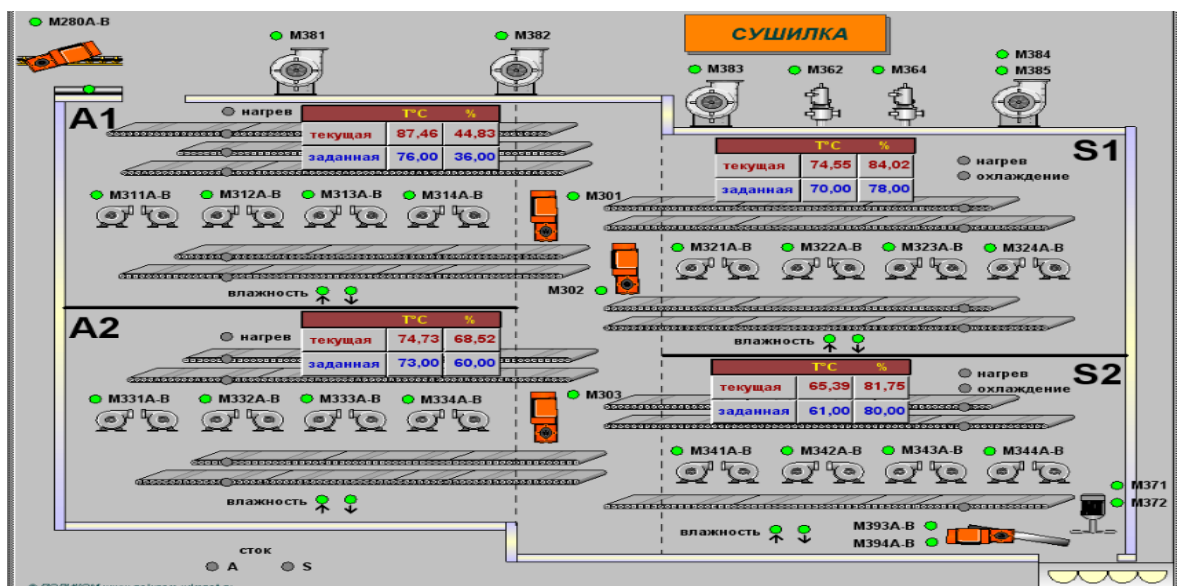 M280A-B
M381
M382
СУШИЛКА
M384
M383
M362
M364
M385
A1
нагрев
T°C %
текущая 87,46 44,83
заданная 76,00 36,00
S1
T°C %
текущая 74,55 84,02
заданная 70,00 78,00
нагрев
охлаждение
M311A-B
M312A-B
M313A-B
M314A-B
M301
M321A-B
M322A-B
M323A-B
M324A-B
влажность
M302
A2
нагрев
T°C %
текущая 74,73 68,52
заданная 73,00 60,00
влажность
S2
T°C %
текущая 65,39 81,75
заданная 61,00 80,00
нагрев
охлаждение
M331A-B
M332A-B
M333A-B
M334A-B
M303
M341A-B
M342A-B
M343A-B
M344A-B
M371
M372
влажность
влажность
M393A-B
M394A-B
сток
A
S